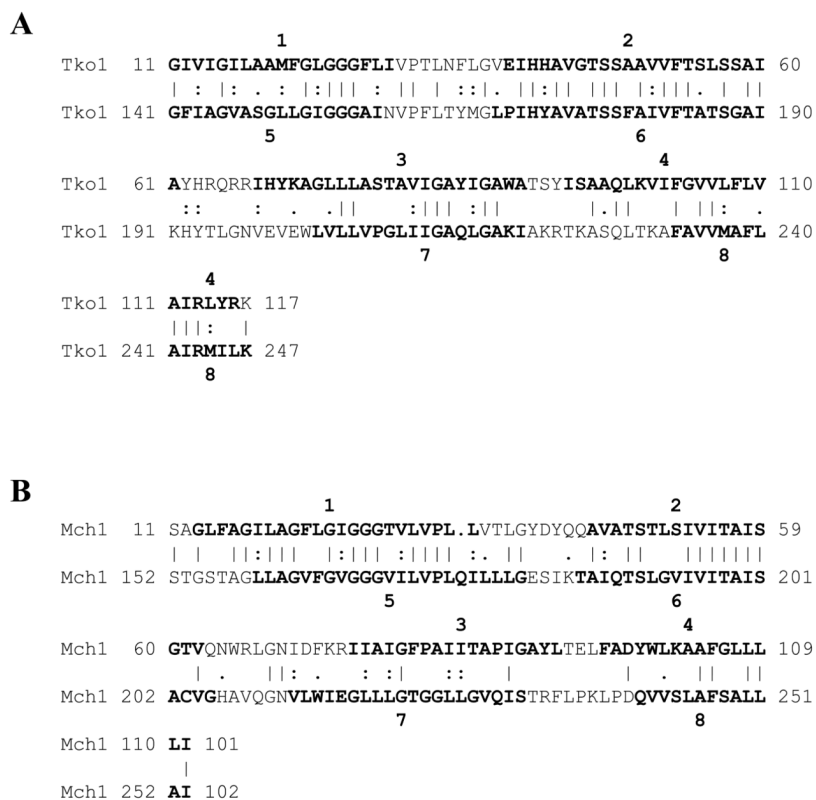 A
1 2
Tko1 11 GIVIGILAAMFGLGGGFLIVPTLNFLGVEIHHAVGTSSAAVVFTSLSSAI 60
| : :|. : . |:||||:|| || | ::|. || ||:| |||| |:|||. | |||
Tko1 141 GFIAGVASGLLGIGGGAINVPFLTYMGLPIHYAVATSSFAIVFTATSGAI 190
5 6
3 4
Tko1 61 AYHRQRRIHYKAGLLLASTAVIGAYIGAWATSYISAAQLKVIFGVVLFLV 110
:: : . .|| :||| |:|| |.|| | ||: .
Tko1 191 KHYTLGNVEVEWLVLLVPGLIIGAQLGAKIAKRTKASQLTKAFAVVMAFL 240
7 8
4
Tko1 111 AIRLYRK 117
|||: |
Tko1 241 AIRMILK 247
8
B
1 2
Mch1 11 SAGLFAGILAGFLGIGGGTVLVPL.LVTLGYDYQQAVATSTLSIVITAIS 59
| | ||:||| |:||| :|||| :. || . |: || |||||||
Mch1 152 STGSTAGLLAGVFGVGGGVILVPLQILLLGESIKTAIQTSLGVIVITAIS 201
5 6
3 4
Mch1 60 GTVQNWRLGNIDFKRIIAIGFPAIITAPIGAYLTELFADYWLKAAFGLLL 109
| . ||: . : :| :: | | . || ||
Mch1 202 ACVGHAVQGNVLWIEGLLLGTGGLLGVQISTRFLPKLPDQVVSLAFSALL 251
7 8
Mch1 110 LI 101
|
Mch1 252 AI 102